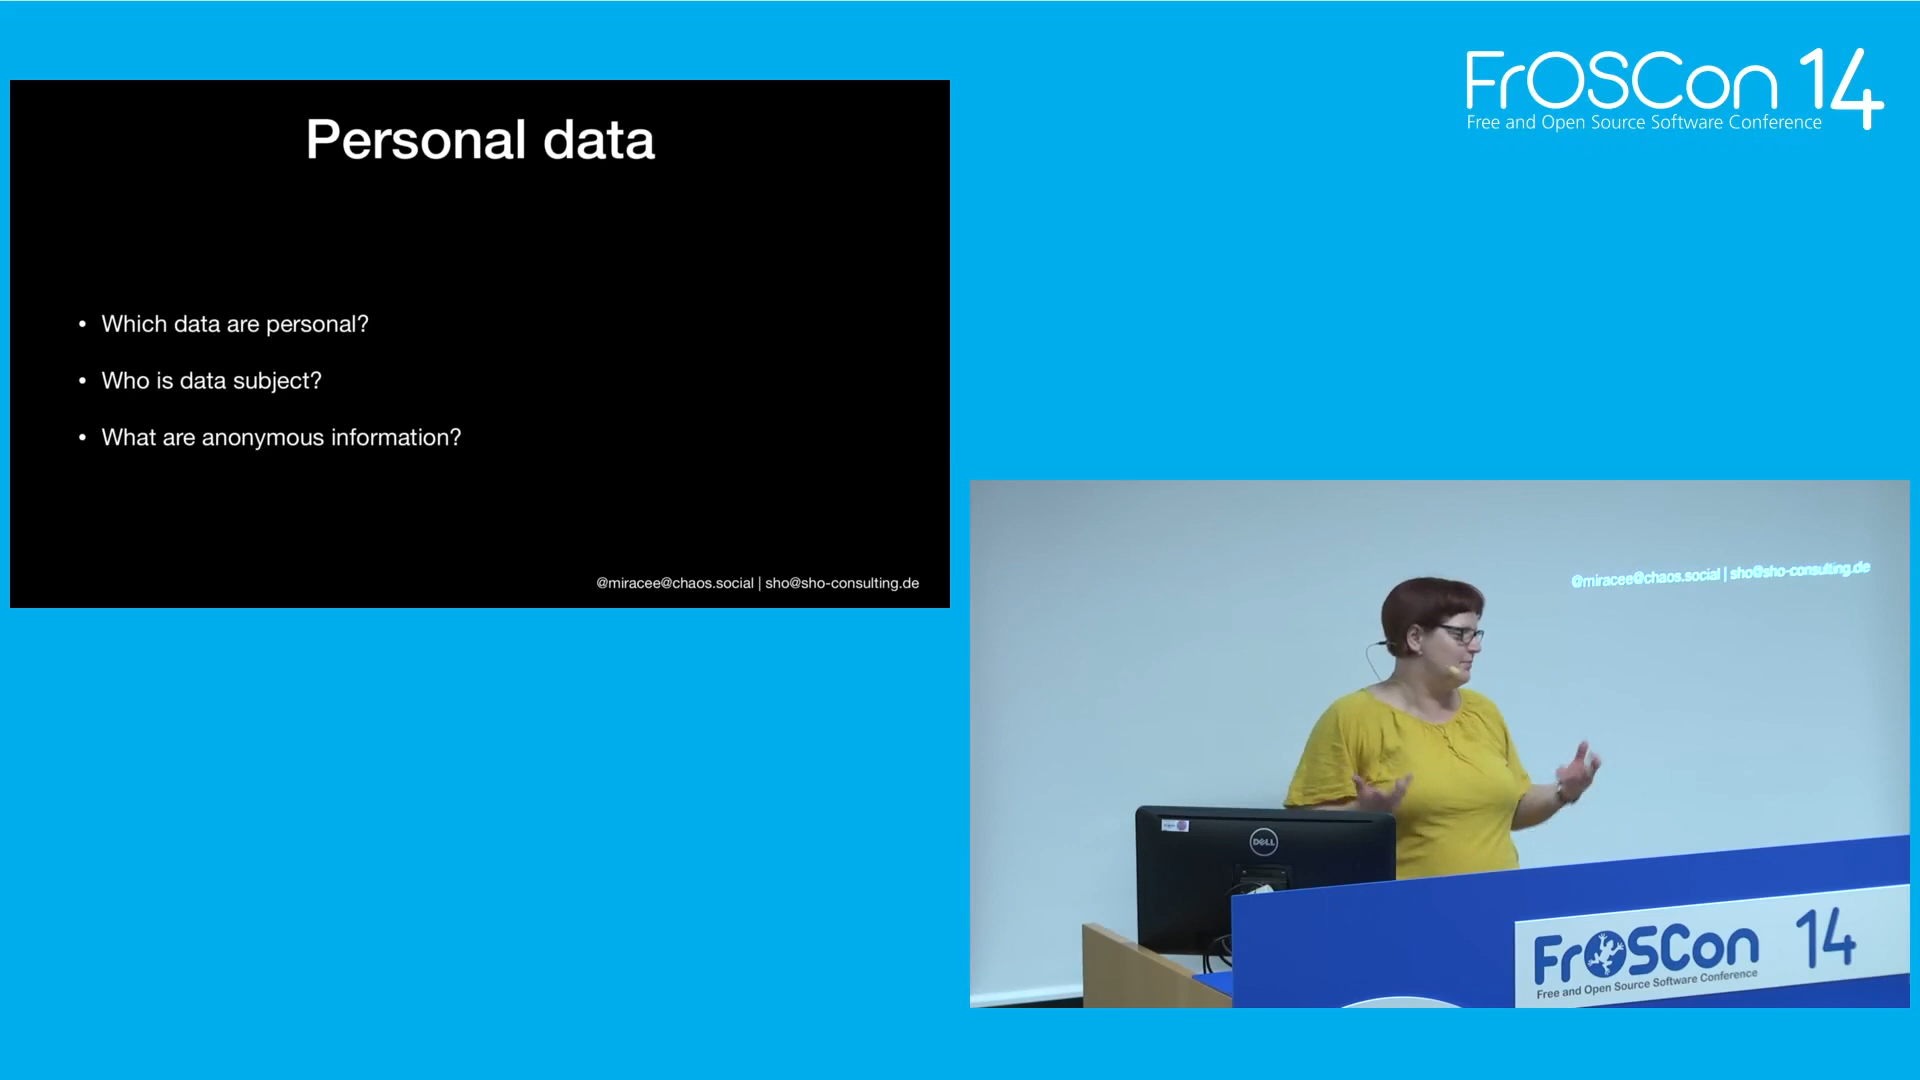 FrOSCon 14
Free and Open Source Software Conference
Personal data
• Which data are personal?
• Who is data subject?
• What are anonymous information?
@miracee@chaos.social | sho@sho-consulting.de
@miracee@chaos.social | sho@sho-consulting.de
DELL
FrOSCon 14
Free and Open Source Software Conference